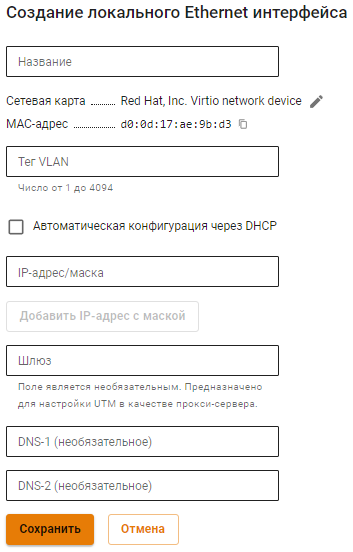 Создание локального Ethernet интерфейса
Название
Сетевая карта ........ Red Hat, Inc. Virtio network device
MAC-адрес ............. d0:0d:17:ae:9b:d3
Тег VLAN
Число от 1 до 4094
Автоматическая конфигурация через DHCP
IP-адрес/маска
Добавить IP-адрес с маской
Шлюз
Поле является необязательным. Предназначено
для настройки UTM в качестве прокси-сервера.
DNS-1 (необязательное)
DNS-2 (необязательное)
Сохранить Отмена